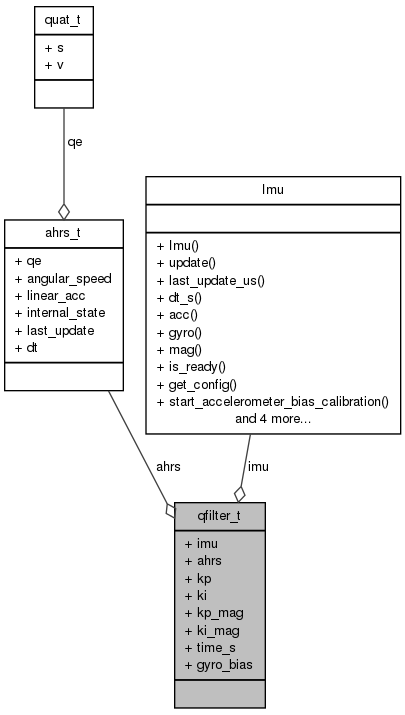 quat_t
+ s
+ v
qe
ahrs_t
+ qe
+ angular_speed
+ linear_acc
+ internal_state
+ last_update
+ dt
Imu
+ Imu()
+ update()
+ last_update_us()
+ dt_s()
+ acc()
+ gyro()
+ mag()
+ is_ready()
+ get_config()
+ start_accelerometer_bias_calibration()
and 4 more...
ahrs
imu
qfilter_t
+ imu
+ ahrs
+ kp
+ ki
+ kp_mag
+ ki_mag
+ time_s
+ gyro_bias